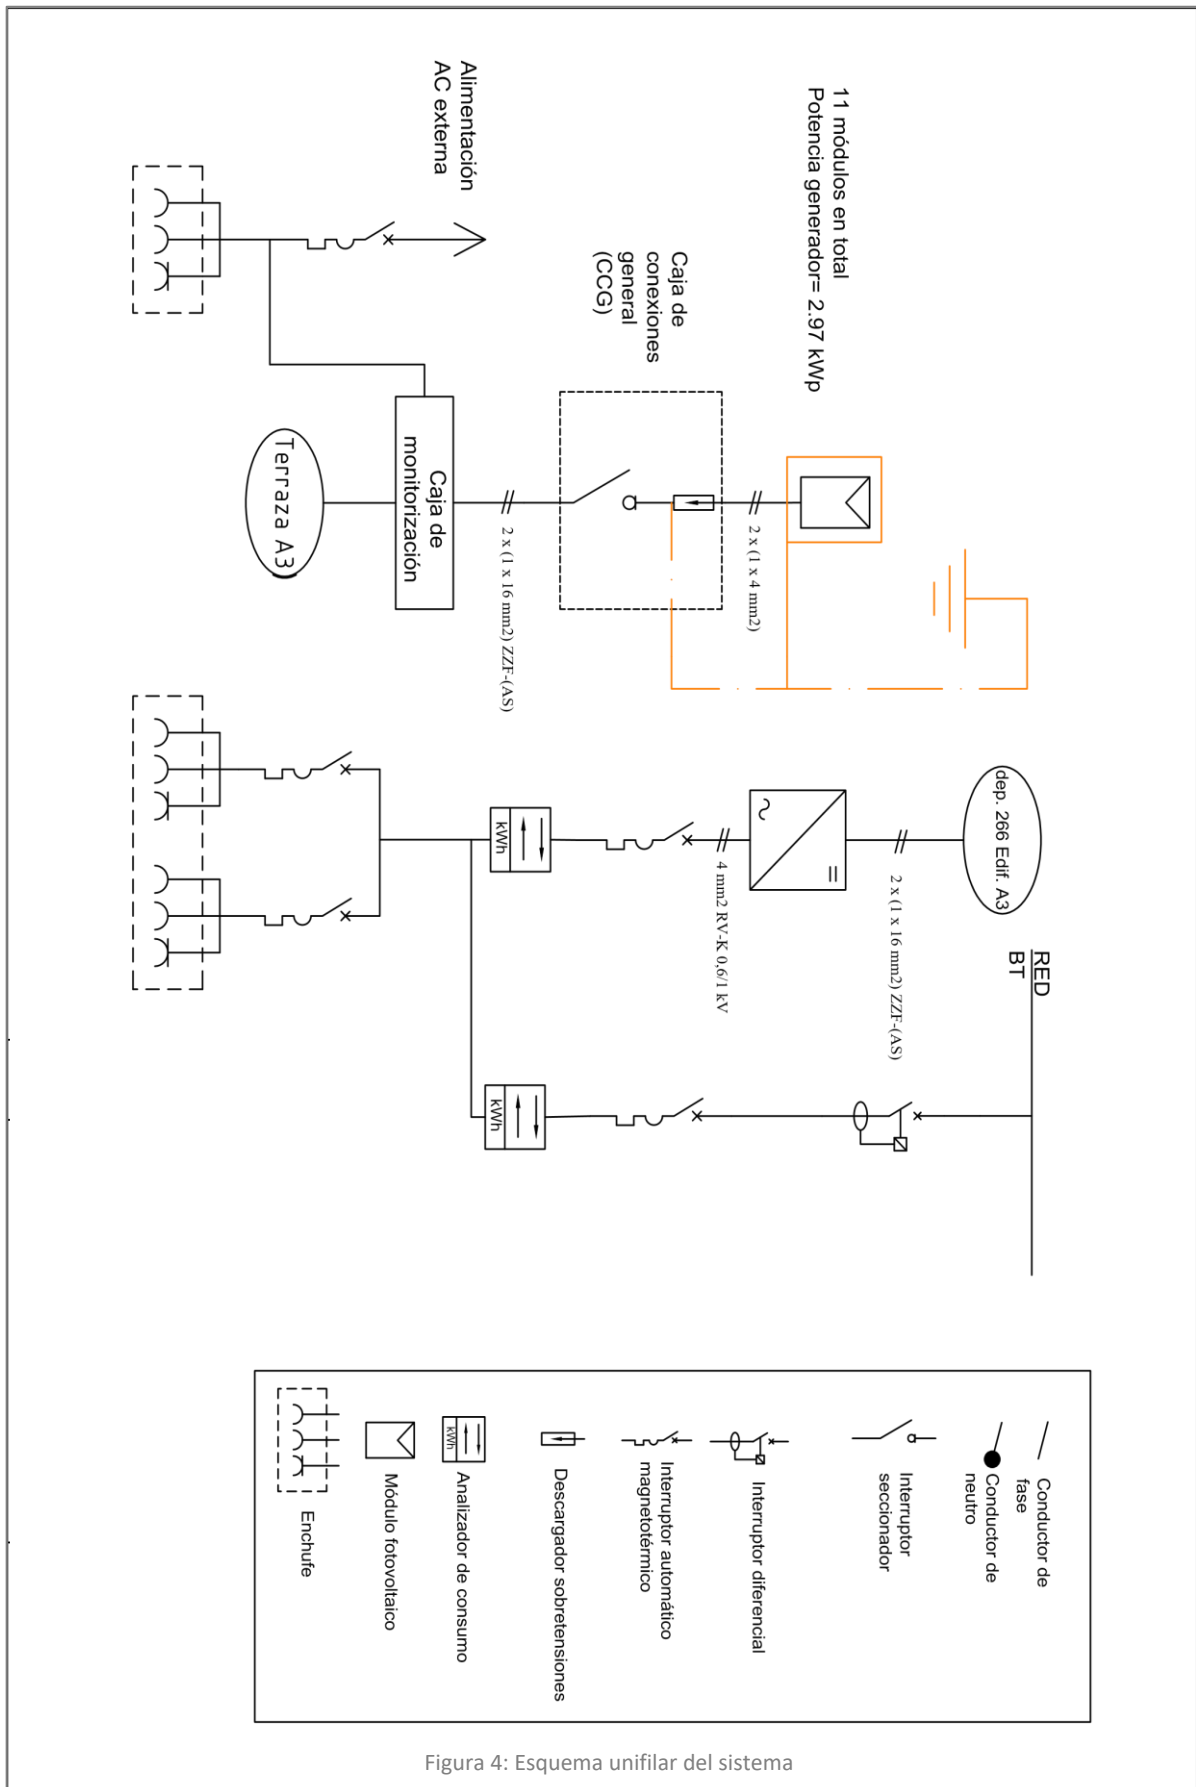 11 módulos en total
Potencia generador= 2.97 kWp
Alimentación
AC externa
Caja de
conexiones
general
(CCG)
2 x (1 x 4 mm2)
2 x (1 x 16 mm2) ZZF-(AS)
Caja de
monitorización
Terraza A3
dep. 266 Edif. A3
2 x (1 x 16 mm2) ZZF-(AS)
~
=
4 mm2 RV-K 0,6/1 kV
kWh
RED
BT
kWh
Conductor de
fase
Conductor de
neutro
Interruptor
seccionador
Interruptor diferencial
Interruptor automático
magnetotérmico
Descargador sobretensiones
kWh
Analizador de consumo
Módulo fotovoltaico
Enchufe
Figura 4: Esquema unifilar del sistema